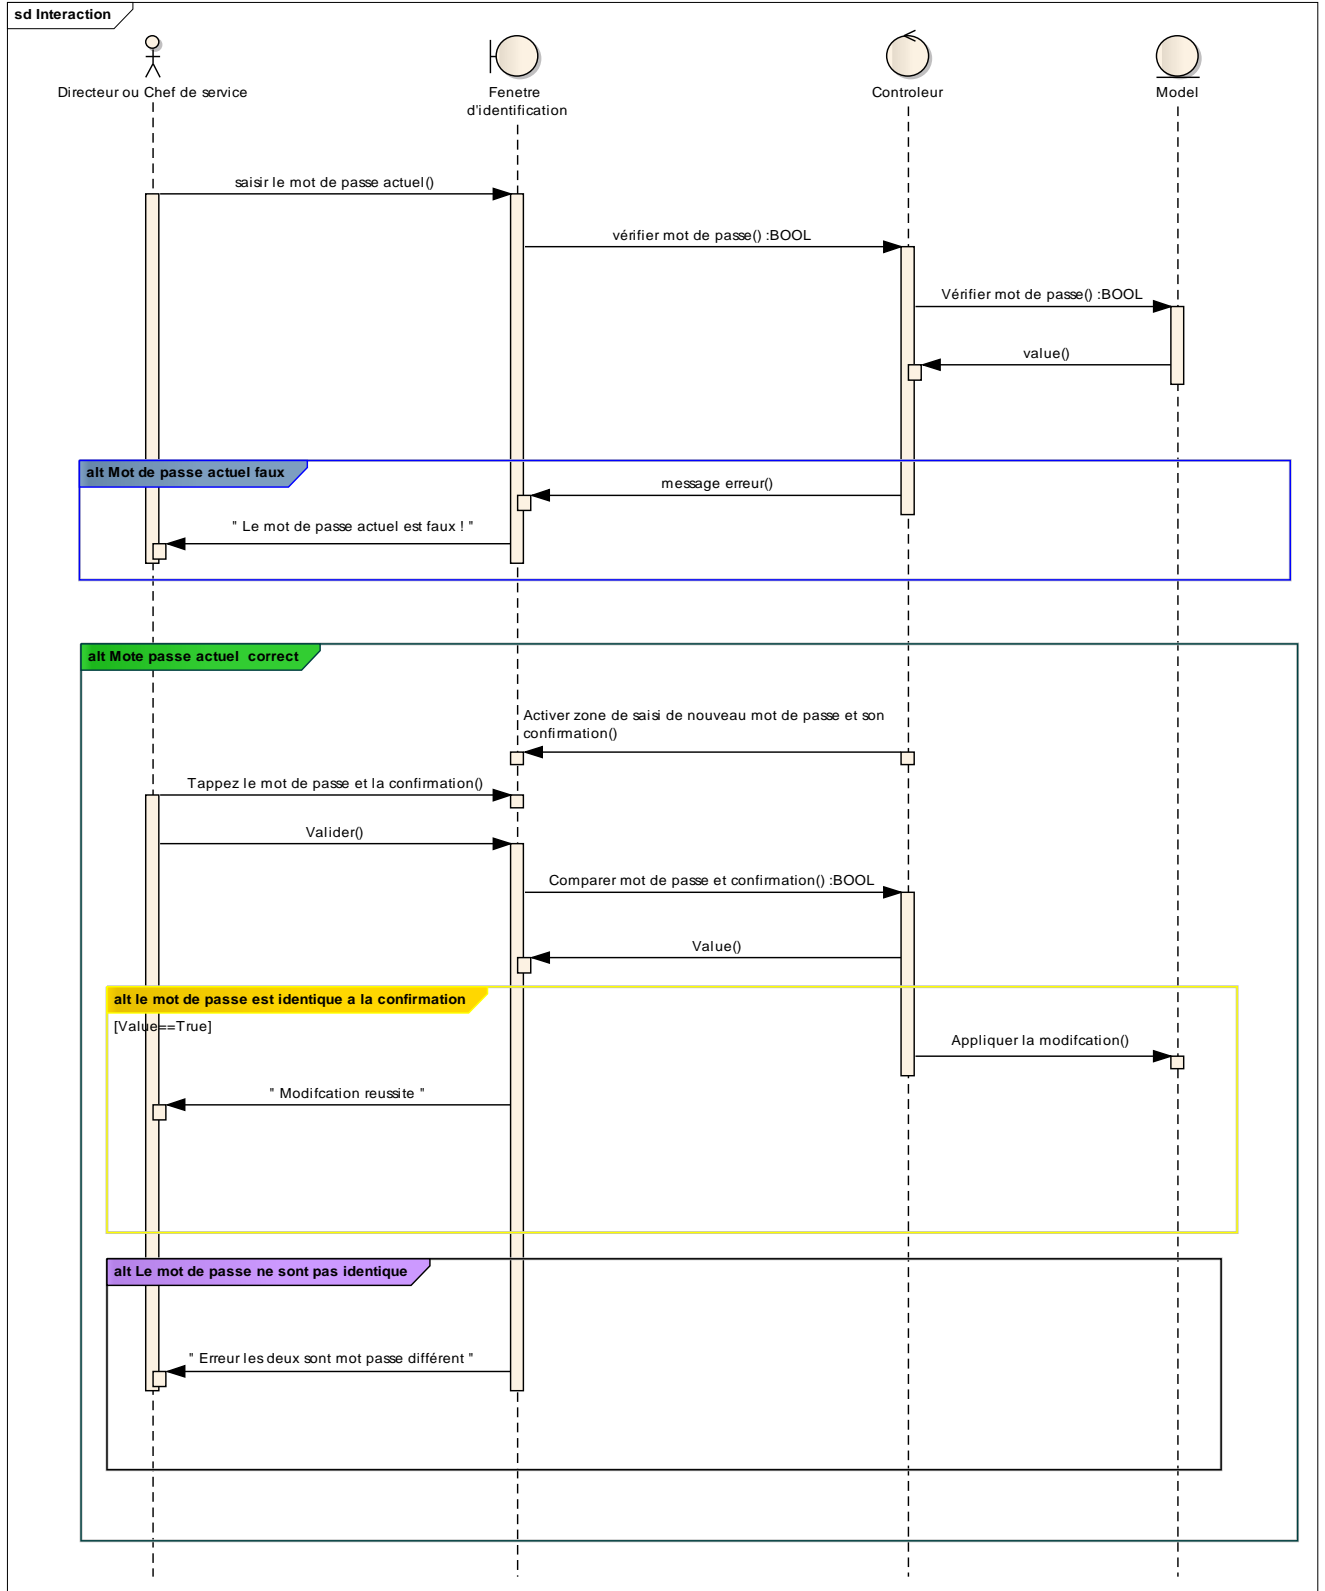 sd Interaction
Directeur ou Chef de service
Fenetre
d'identification
Controleur
Model
saisir le mot de passe actuel()
vérifier mot de passe() :BOOL
Vérifier mot de passe() :BOOL
value()
alt Mot de passe actuel faux
message erreur()
" Le mot de passe actuel est faux ! "
alt Mote passe actuel  correct
Activer zone de saisi de nouveau mot de passe et son
confirmation()
Tappez le mot de passe et la confirmation()
Valider()
Comparer mot de passe et confirmation() :BOOL
Value()
alt le mot de passe est identique a la confirmation
[Value==True]
Appliquer la modifcation()
" Modifcation reussite "
alt Le mot de passe ne sont pas identique
" Erreur les deux sont mot passe différent "